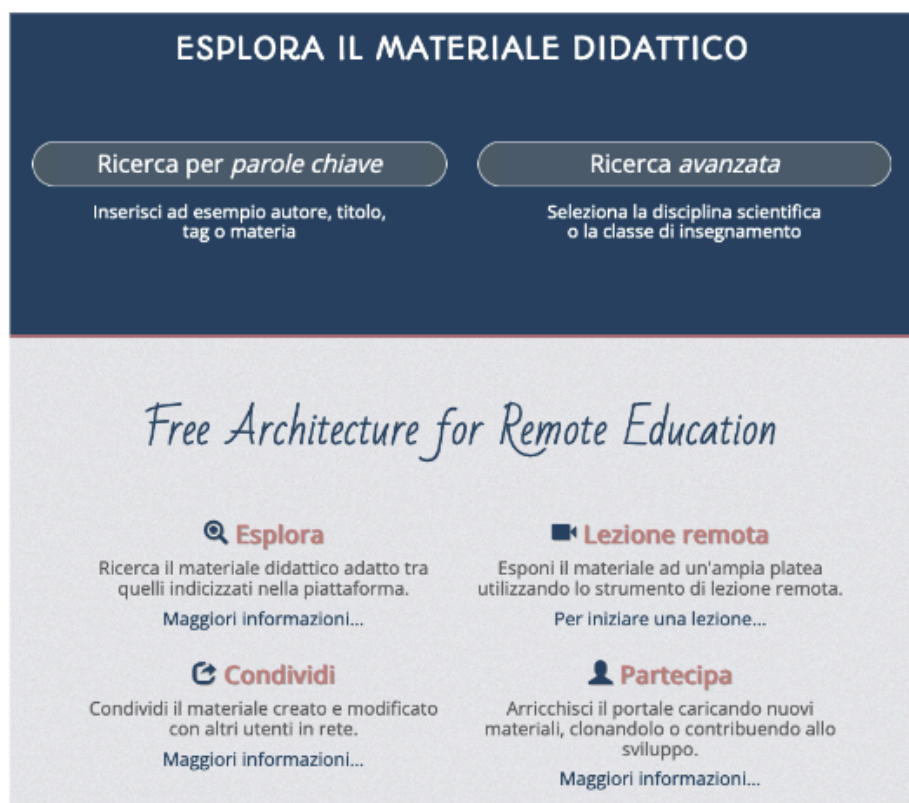 ESPLORA IL MATERIALE DIDATTICO
Ricerca per parole chiave
Inserisci ad esempio autore, titolo,
tag o materia
Ricerca avanzata
Seleziona la disciplina scientifica
o la classe di insegnamento
Free Architecture for Remote Education
Esplora
Ricerca il materiale didattico adatto tra
quelli indicizzati nella piattaforma.
Maggiori informazioni...
Lezione remota
Esponi il materiale ad un'ampia platea
utilizzando lo strumento di lezione remota.
Per iniziare una lezione...
Condividi
Condividi il materiale creato e modificato
con altri utenti in rete.
Maggiori informazioni...
Partecipa
Arricchisci il portale caricando nuovi
materiali, clonandolo o contribuendo allo
sviluppo.
Maggiori informazioni...